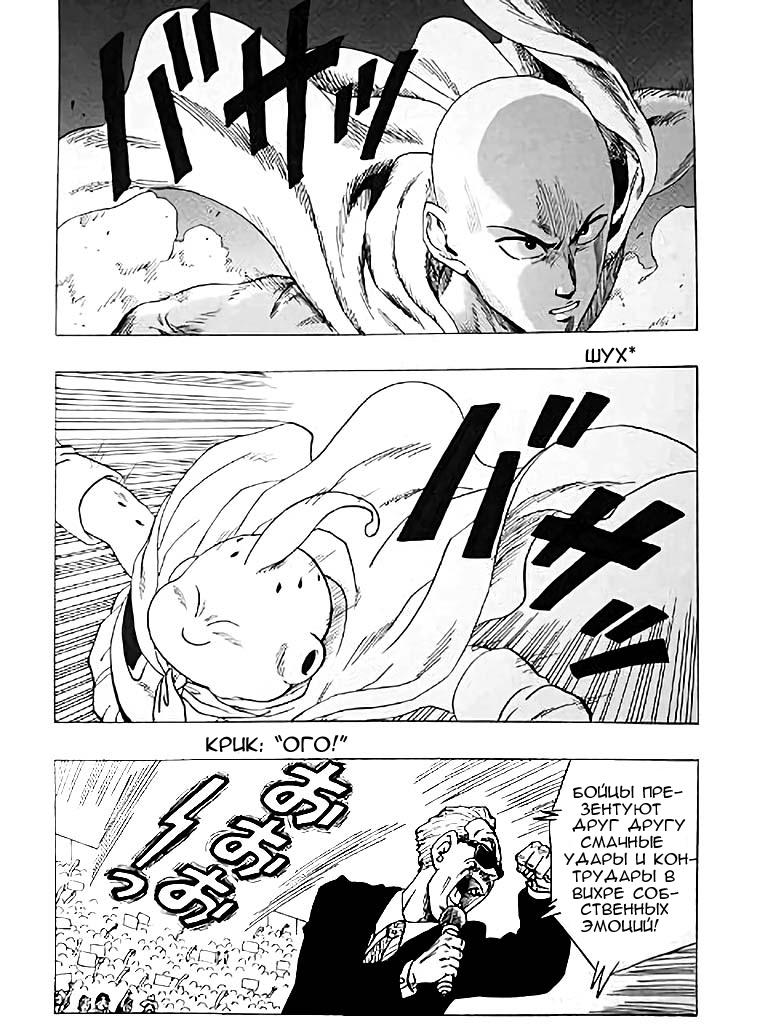 バサッ
ШУХ*
バサッ
КРИК: "ОГО!"
おおおおっ
БОЙЦЫ ПРЕ-
ЗЕНТУЮТ
ДРУГ ДРУГУ
СМАЧНЫЕ
УДАРЫ И КОН-
ТРУДАРЫ В
ВИХРЕ СОБ-
СТВЕННЫХ
ЭМОЦИЙ!